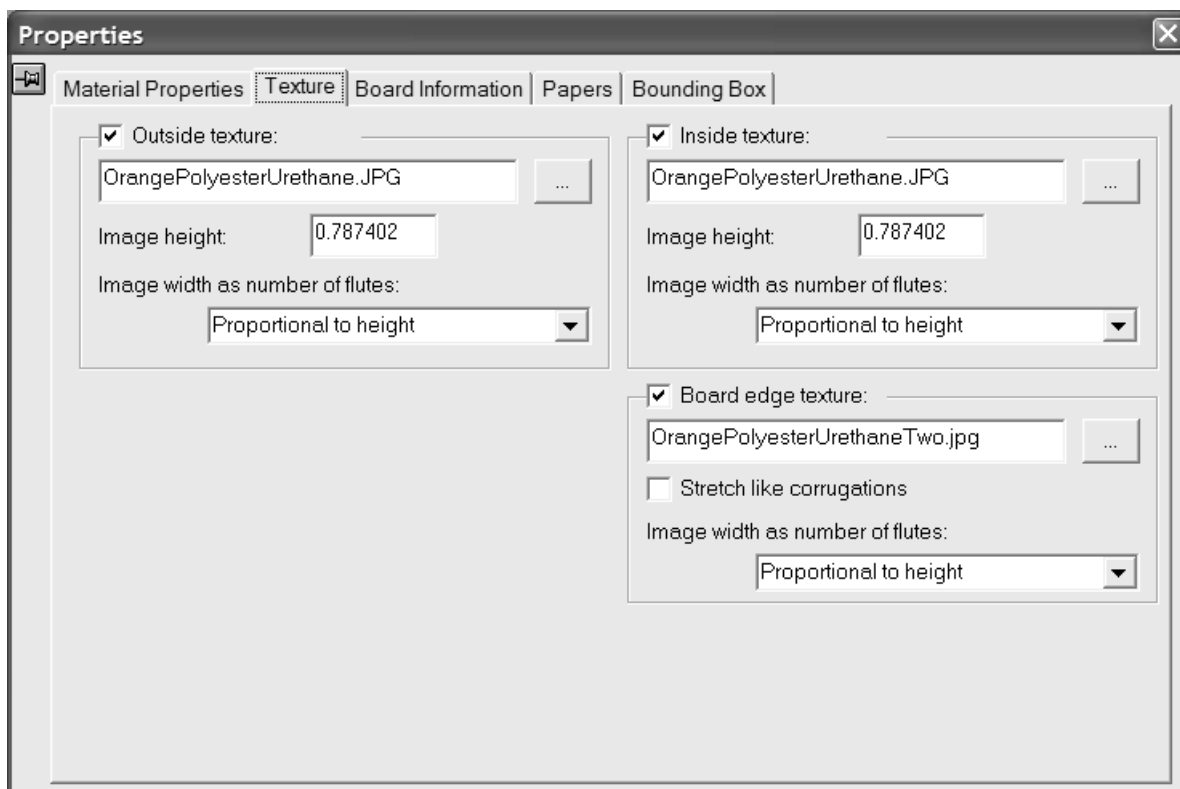 Properties
Material Properties Texture Board Information Papers Bounding Box
Outside texture:
OrangePolyesterUrethane.JPG ...
Image height: 0.787402
Image width as number of flutes:
Proportional to height
Inside texture:
OrangePolyesterUrethane.JPG ...
Image height: 0.787402
Image width as number of flutes:
Proportional to height
Board edge texture:
OrangePolyesterUrethaneTwo.jpg ...
Stretch like corrugations
Image width as number of flutes:
Proportional to height